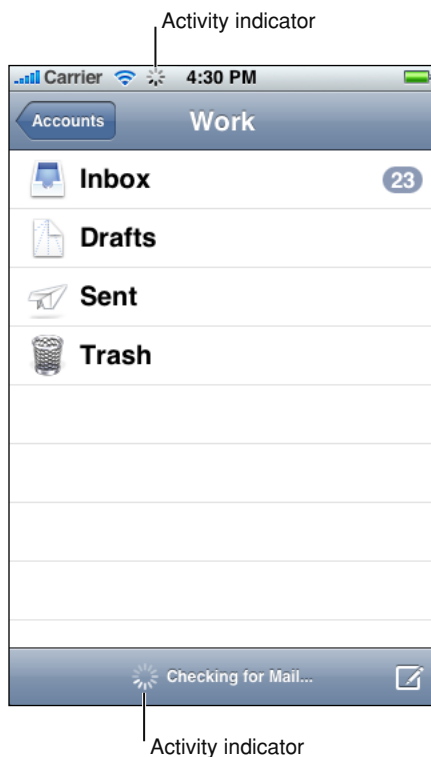 Activity indicator
Carrier 4:30 PM
Accounts Work
Inbox 23
Drafts
Sent
Trash
Checking for Mail...
Activity indicator